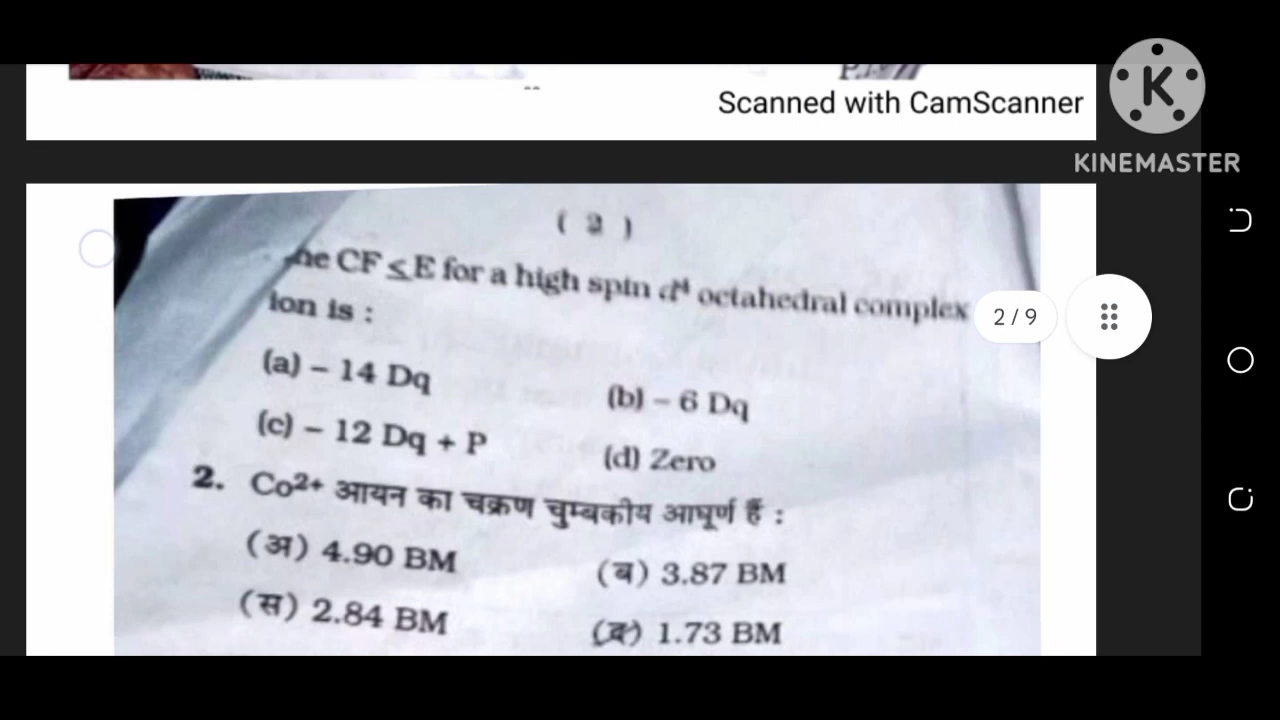 Scanned with CamScanner
KINEMASTER
( 2 )
he CF ≤ E for a high spin d⁴ octahedral complex
ion is :
2 / 9
(a) – 14 Dq (b) – 6 Dq
(c) – 12 Dq + P (d) Zero
2. Co²⁺ आयन का चक्रण चुम्बकीय आघूर्ण हैं :
(अ) 4.90 BM (ब) 3.87 BM
(स) 2.84 BM (द) 1.73 BM